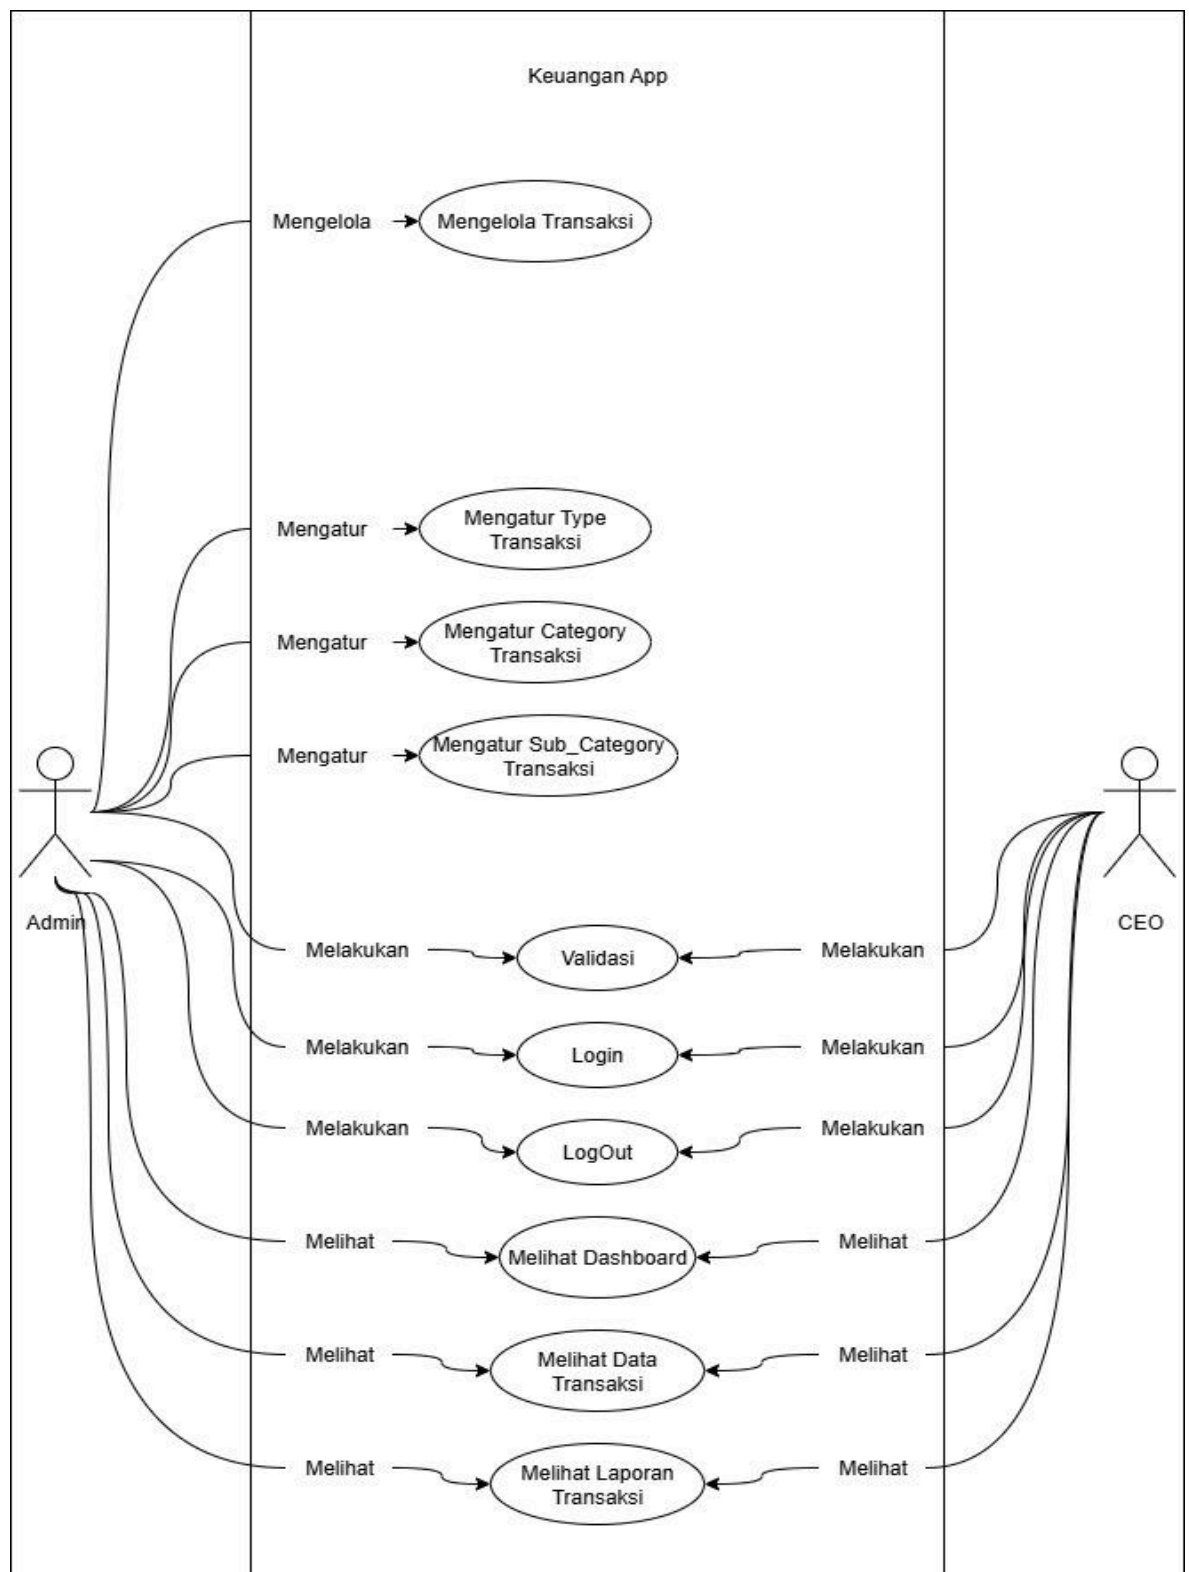 Keuangan App
Mengelola
Mengelola Transaksi
Mengatur
Mengatur Type
Transaksi
Mengatur
Mengatur Category
Transaksi
Mengatur
Mengatur Sub_Category
Transaksi
Admin
CEO
Melakukan
Validasi
Melakukan
Melakukan
Login
Melakukan
Melakukan
LogOut
Melakukan
Melihat
Melihat Dashboard
Melihat
Melihat
Melihat Data
Transaksi
Melihat
Melihat
Melihat Laporan
Transaksi
Melihat